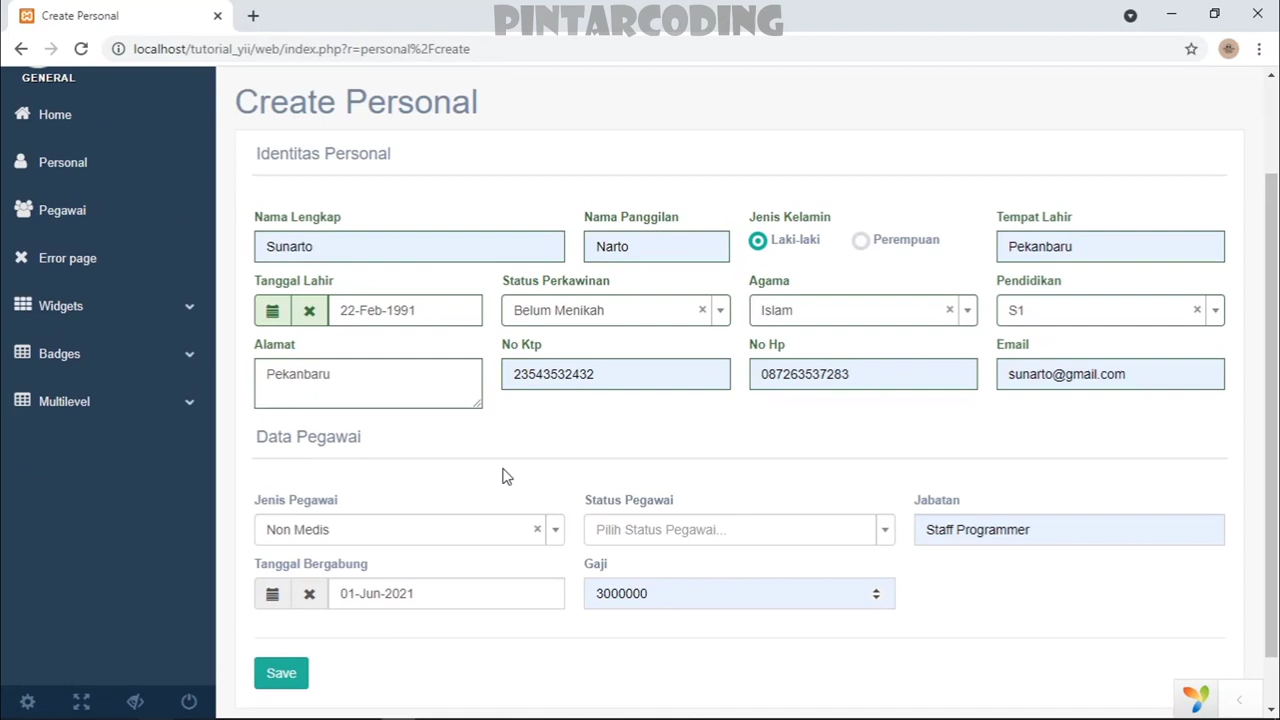 Create Personal
PINTARCODING
localhost/tutorial_yii/web/index.php?r=personal%2Fcreate
GENERAL
Home
Personal
Pegawai
Error page
Widgets
Badges
Multilevel
Create Personal
Identitas Personal
Nama Lengkap Nama Panggilan Jenis Kelamin Tempat Lahir
Sunarto Narto Laki-laki Perempuan Pekanbaru
Tanggal Lahir Status Perkawinan Agama Pendidikan
22-Feb-1991 Belum Menikah × Islam × S1 ×
Alamat No Ktp No Hp Email
Pekanbaru 23543532432 087263537283 sunarto@gmail.com
Data Pegawai
Jenis Pegawai Status Pegawai Jabatan
Non Medis × Pilih Status Pegawai... Staff Programmer
Tanggal Bergabung Gaji
01-Jun-2021 3000000
Save